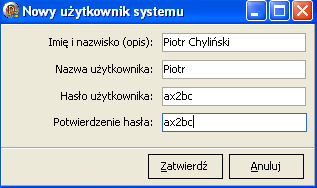 Nowy użytkownik systemu
Imię i nazwisko (opis): Piotr Chyliński
Nazwa użytkownika: Piotr
Hasło użytkownika: ax2bc
Potwierdzenie hasła: ax2bc
Zatwierdź Anuluj